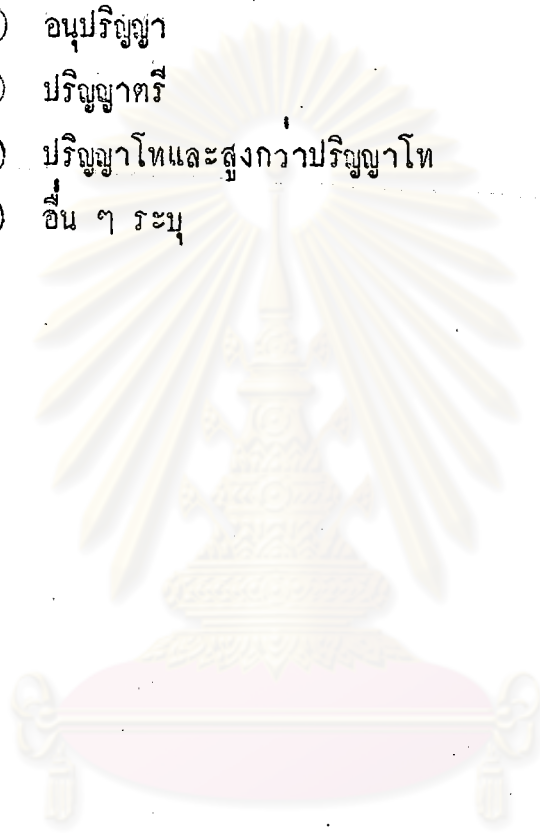 ) อนุปริญญา
) ปริญญาตรี
) ปริญญาโทและสูงกว่าปริญญาโท
) อื่น ๆ ระบุ